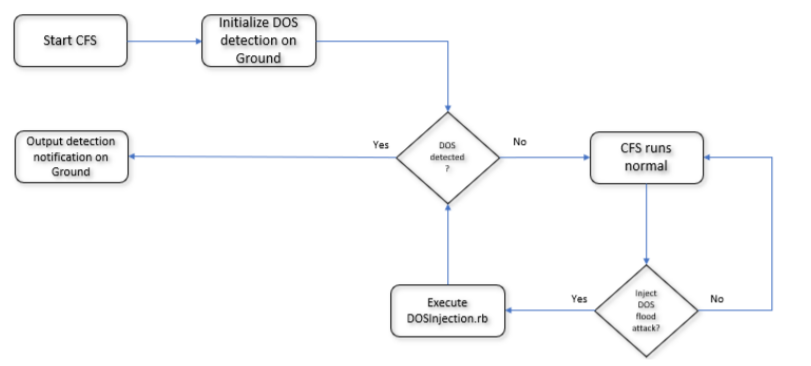 Start CFS
Initialize DOS
detection on
Ground
Output detection
notification on
Ground
Yes
DOS
detected
?
No
CFS runs
normal
Execute
DOSInjection.rb
Yes
Inject
DOS
flood
attack?
No